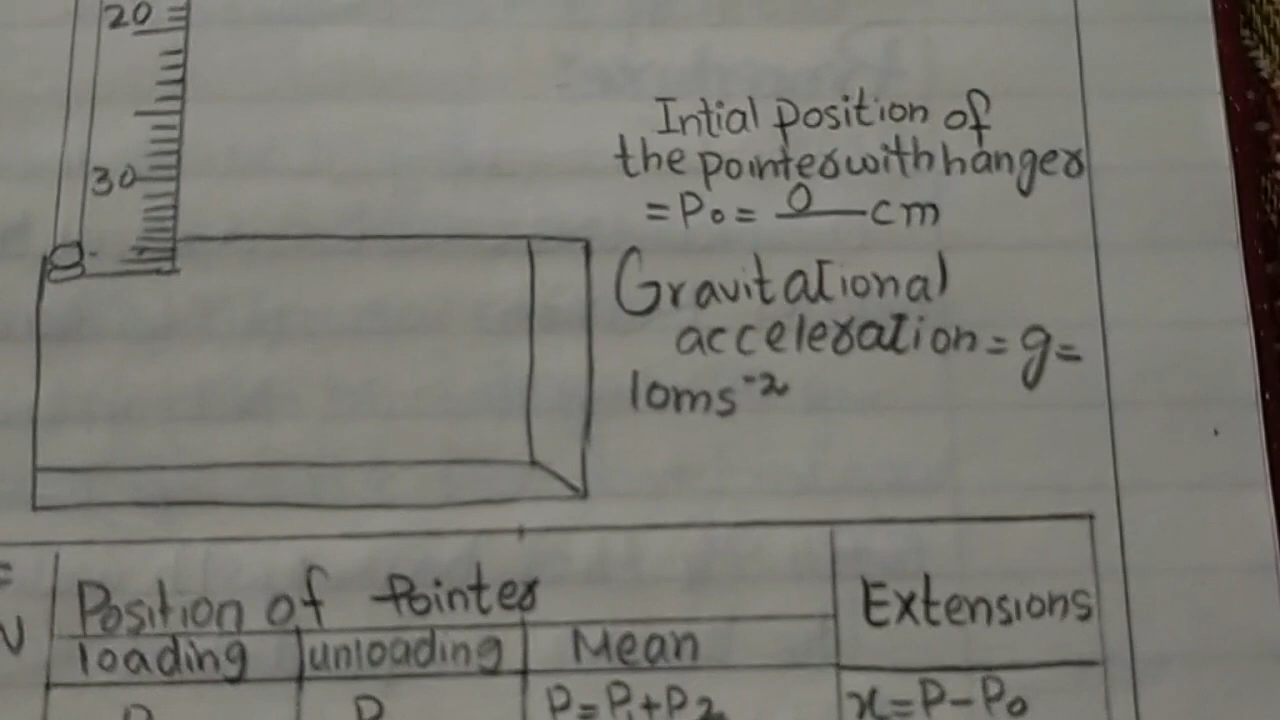 20
30
Intial position of
the pointer with hanger
= P₀ = 0 cm
Gravitational
acceleration = g =
10ms⁻²
Position of Pointer
Extensions
N
loading
unloading
Mean
P
P
P=P₁+P₂
x=P-P₀